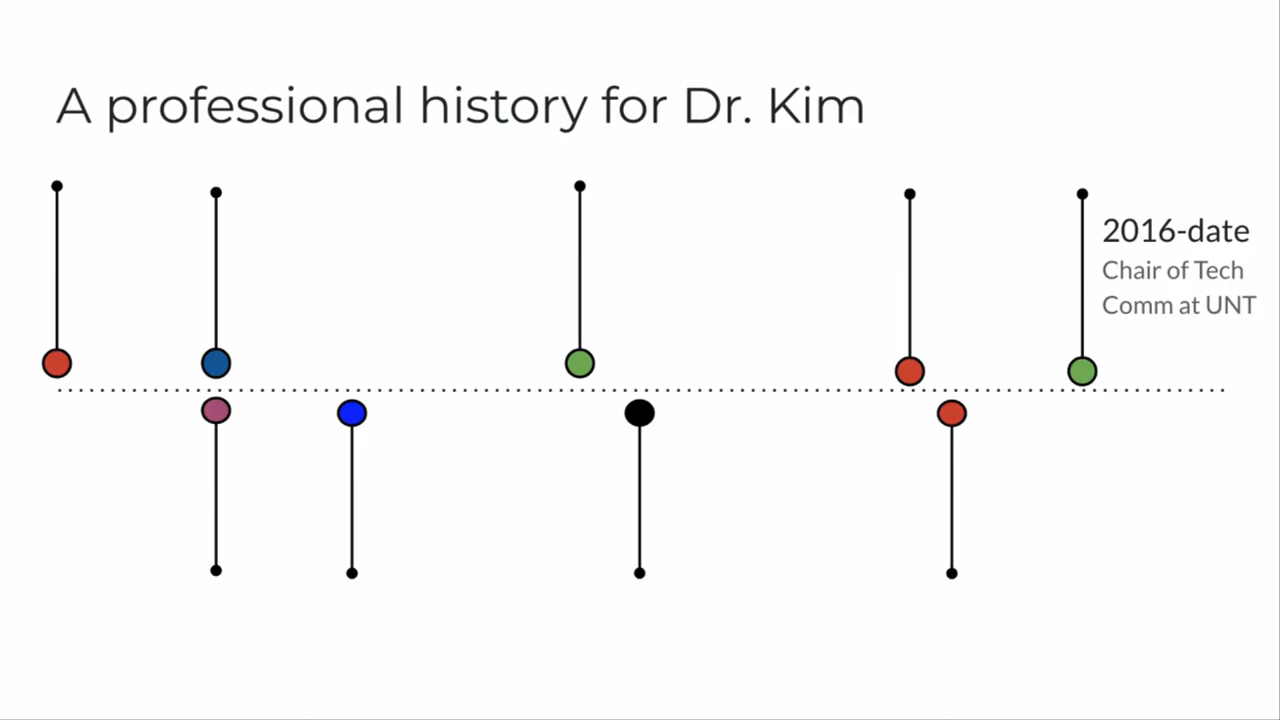 A professional history for Dr. Kim
2016-date
Chair of Tech
Comm at UNT